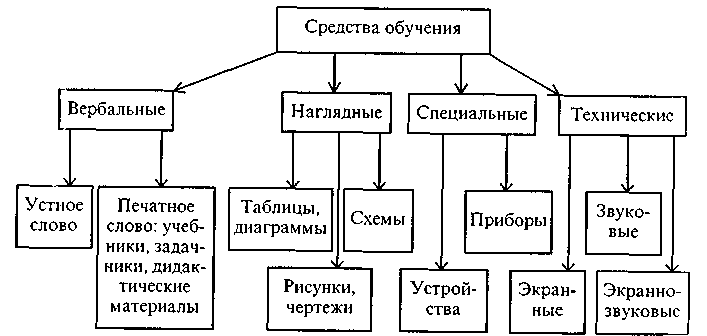 Средства обучения
Вербальные
Наглядные
Специальные
Технические
Устное
слово
Печатное
слово: учеб-
ники, задач-
ники, дидак-
тические
материалы
Таблицы,
диаграммы
Схемы
Приборы
Звуко-
вые
Рисунки,
чертежи
Устрой-
ства
Экран-
ные
Экранно-
звуковые